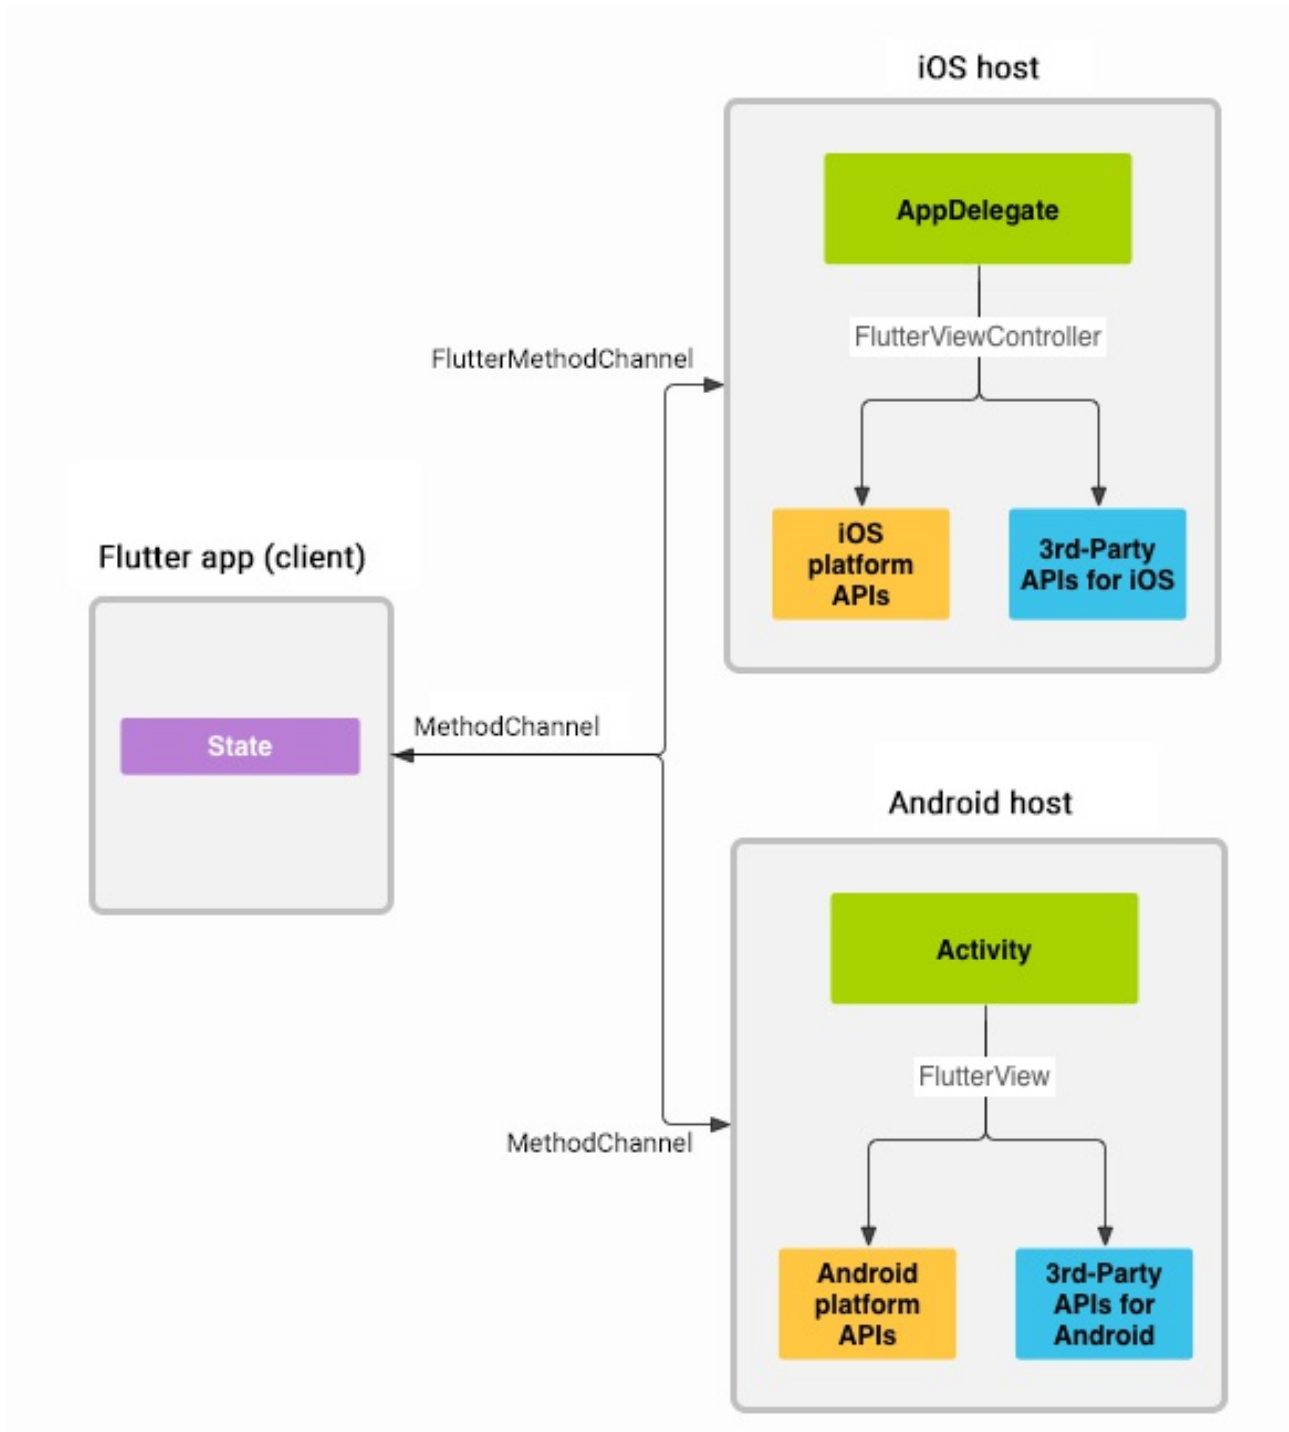 iOS host
AppDelegate
FlutterViewController
FlutterMethodChannel
iOS
platform
APIs
3rd-Party
APIs for iOS
Flutter app (client)
State
MethodChannel
Android host
Activity
FlutterView
MethodChannel
Android
platform
APIs
3rd-Party
APIs for
Android